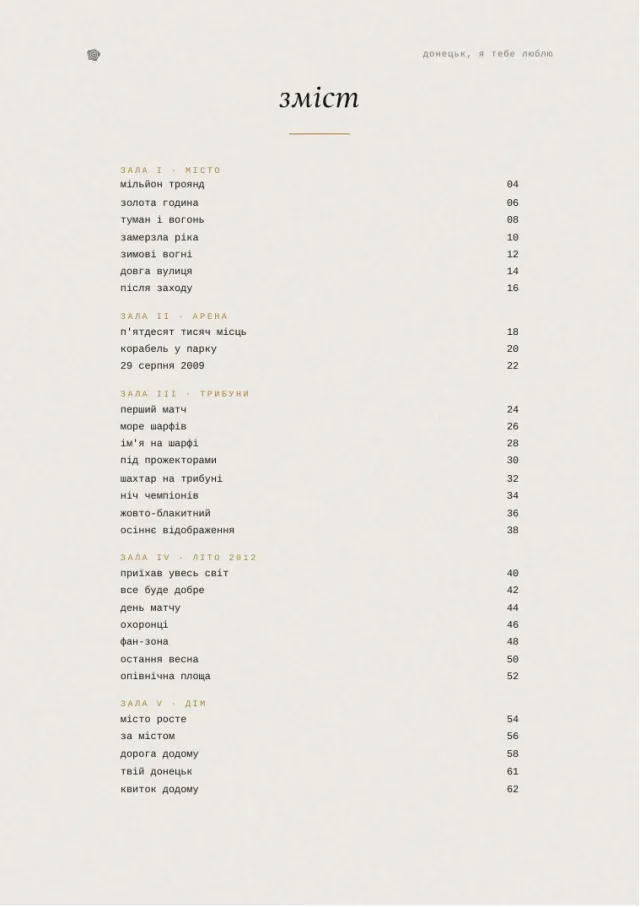 донецьк, я тебе люблю
зміст
ЗАЛА I · МІСТО
мільйон троянд 04
золота година 06
туман і вогонь 08
замерзла ріка 10
зимові вогні 12
довга вулиця 14
після заходу 16
ЗАЛА II · АРЕНА
п'ятдесят тисяч місць 18
корабель у парку 20
29 серпня 2009 22
ЗАЛА III · ТРИБУНИ
перший матч 24
море шарфів 26
ім'я на шарфі 28
під прожекторами 30
шахтар на трибуні 32
ніч чемпіонів 34
жовто-блакитний 36
осіннє відображення 38
ЗАЛА IV · ЛІТО 2012
приїхав увесь світ 40
все буде добре 42
день матчу 44
охоронці 46
фан-зона 48
остання весна 50
опівнічна площа 52
ЗАЛА V · ДІМ
місто росте 54
за містом 56
дорога додому 58
твій донецьк 61
квиток додому 62